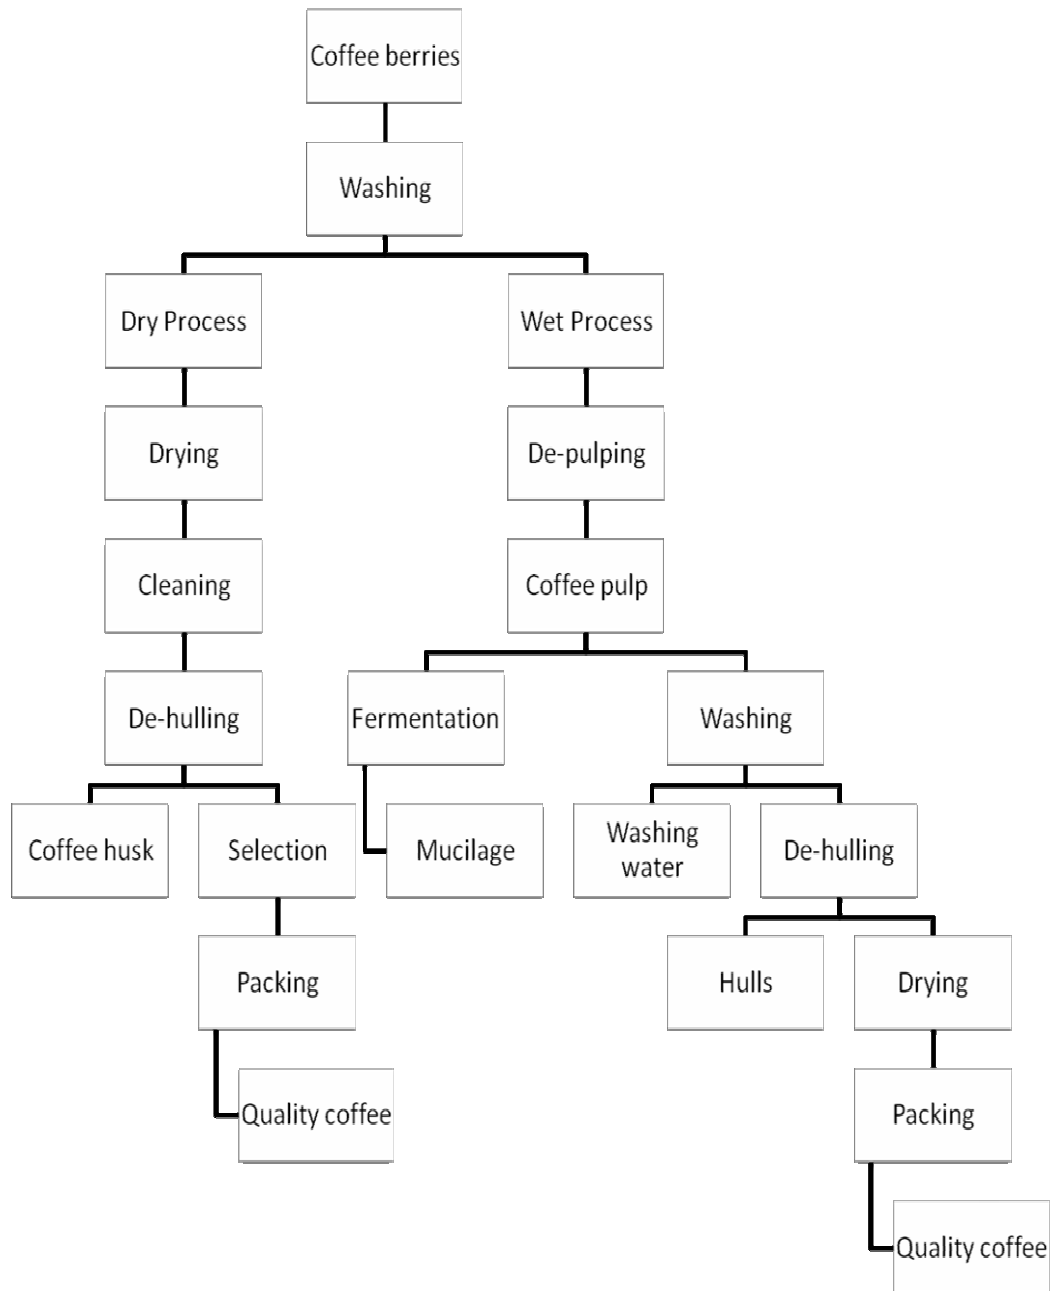 Coffee berries
Washing
Dry Process
Wet Process
Drying
De-pulping
Cleaning
Coffee pulp
De-hulling
Fermentation
Washing
Coffee husk
Selection
Mucilage
Washing
water
De-hulling
Packing
Hulls
Drying
Quality coffee
Packing
Quality coffee